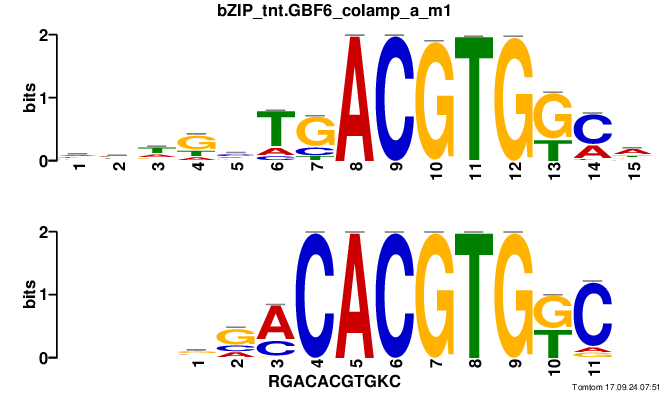 bZIP_tnt.GBF6_colamp_a_m1
2
bits
1
0
1 2 3 4 5 6 7 8 9 10 11 12 13 14 15
T G T G A C G T G G C
2
bits
1
0
1 2 3 4 5 6 7 8 9 10 11
G A C A C G T G G C
RGACACGTGKC
Tomtom 17.09.24 07:51